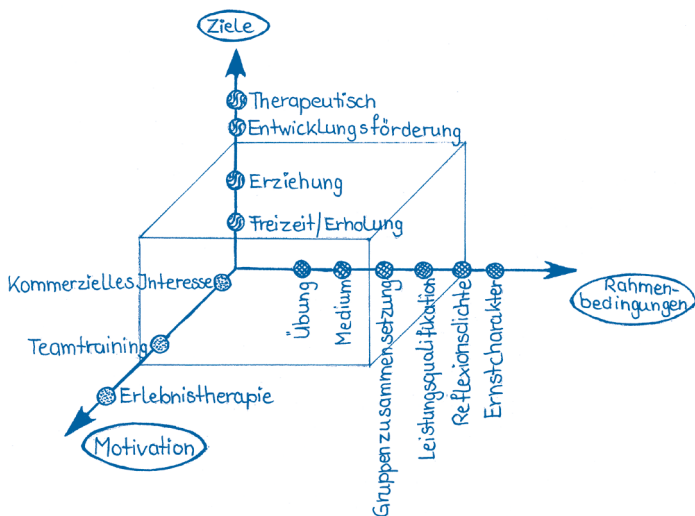 Ziele
Therapeutisch
Entwicklungsförderung
Erziehung
Freizeit/Erholung
Kommerzielles Interesse
Teamtraining
Erlebnistherapie
Motivation
Übung
Medium
Gruppenzusammensetzung
Leistungsqualifikation
Reflexionsdichte
Ernstcharakter
Rahmen-
bedingungen